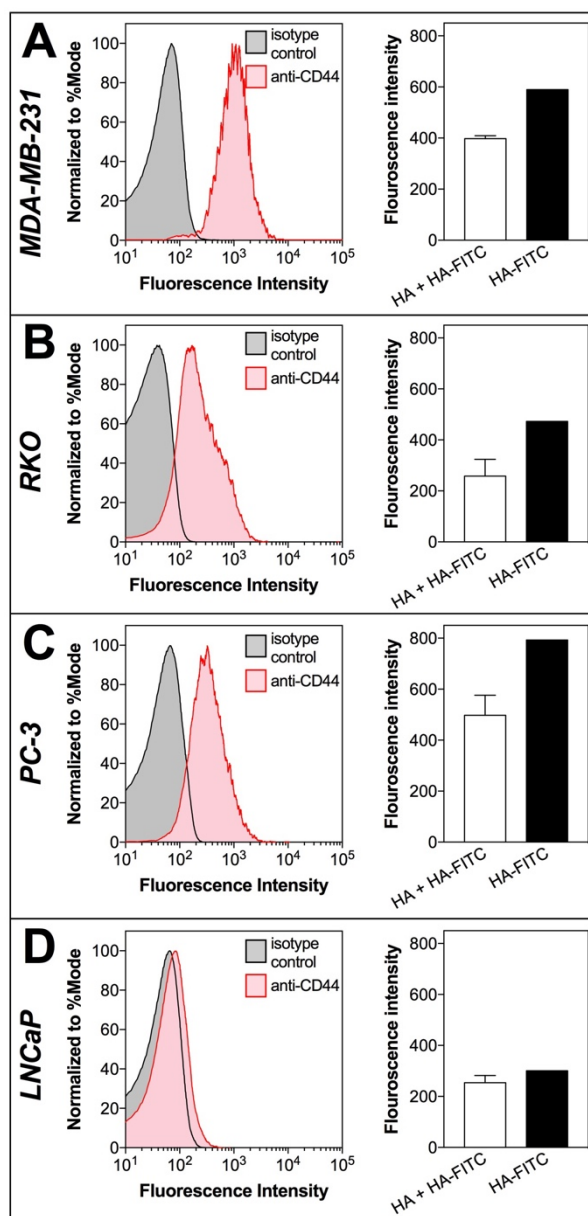 A
MDA-MB-231
Normalized to %Mode
100
80
60
40
20
0
10¹ 10² 10³ 10⁴ 10⁵
Fluorescence Intensity
isotype
control
anti-CD44
Flouroscence intensity
800
600
400
200
0
HA + HA-FITC
HA-FITC
B
RKO
Normalized to %Mode
100
80
60
40
20
0
10¹ 10² 10³ 10⁴ 10⁵
Fluorescence Intensity
isotype
control
anti-CD44
Flouroscence intensity
800
600
400
200
0
HA + HA-FITC
HA-FITC
C
PC-3
Normalized to %Mode
100
80
60
40
20
0
10¹ 10² 10³ 10⁴ 10⁵
Fluorescence Intensity
isotype
control
anti-CD44
Flouroscence intensity
800
600
400
200
0
HA + HA-FITC
HA-FITC
D
LNCaP
Normalized to %Mode
100
80
60
40
20
0
10¹ 10² 10³ 10⁴ 10⁵
Fluorescence Intensity
isotype
control
anti-CD44
Flouroscence intensity
800
600
400
200
0
HA + HA-FITC
HA-FITC